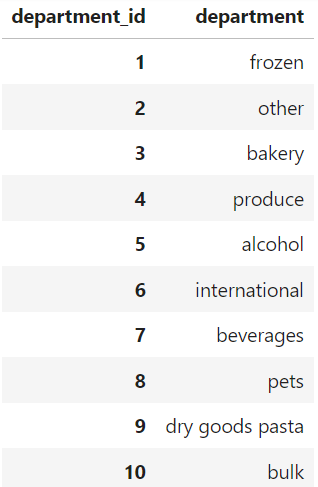 department_id department
1 frozen
2 other
3 bakery
4 produce
5 alcohol
6 international
7 beverages
8 pets
9 dry goods pasta
10 bulk